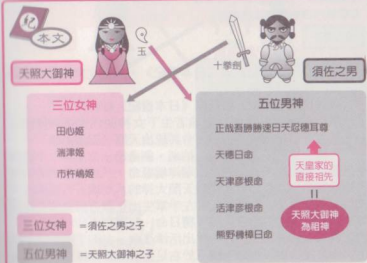 紀
本文
玉
十拳劍
天照大御神
須佐之男
三位女神
田心姬
湍津姬
市杵嶋姬
五位男神
正哉吾勝勝速日天忍穗耳尊
天穗日命
天津彥根命
活津彥根命
熊野櫲樟日命
天皇家的
直接祖先
=
天照大御神
為祖神
三位女神 =須佐之男之子
五位男神 =天照大御神之子